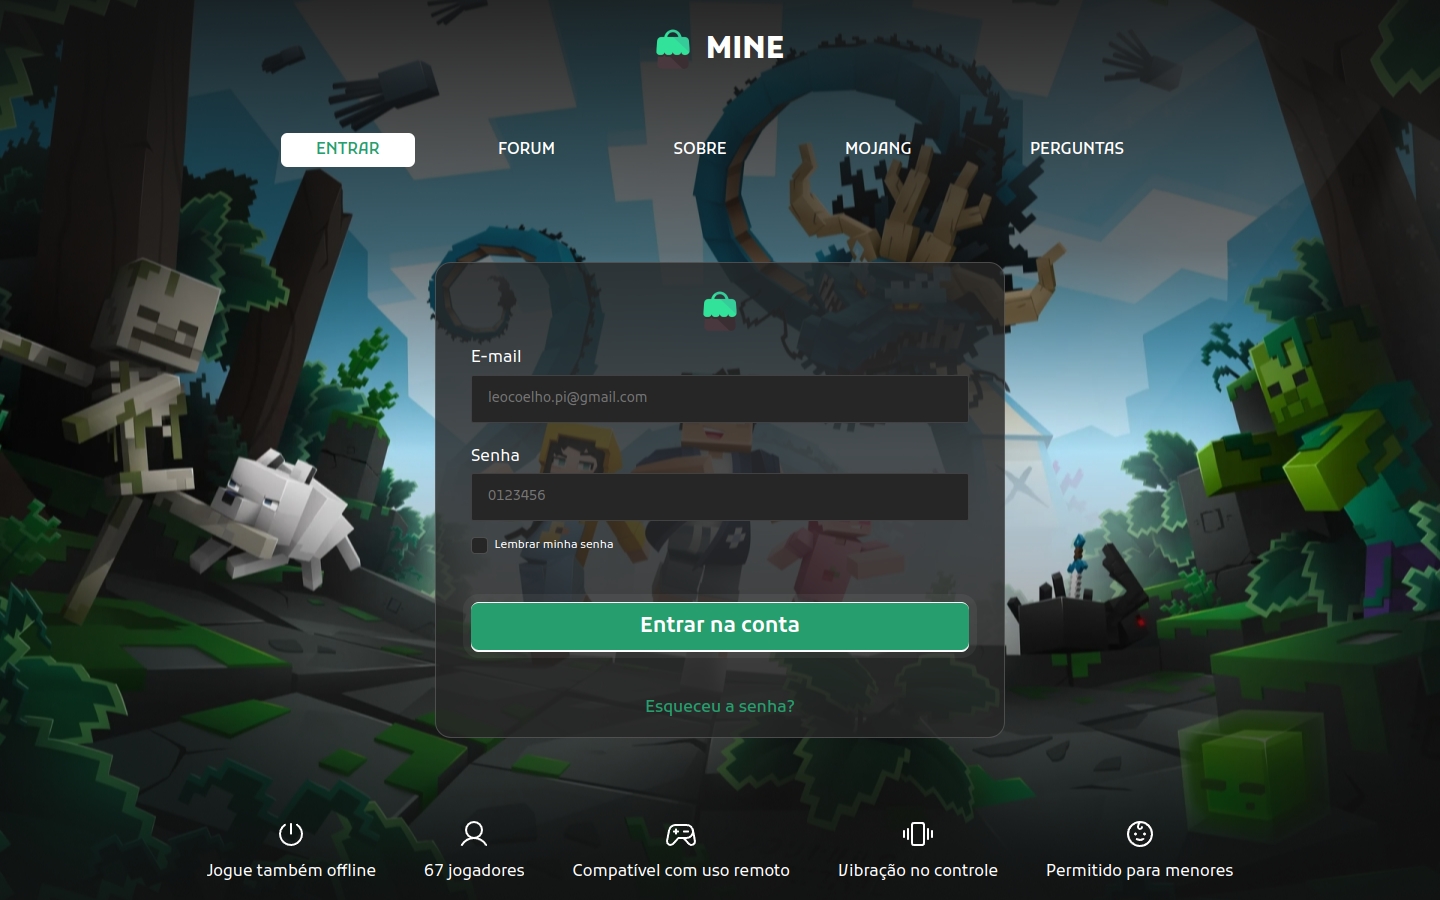 MINE
ENTRAR
FORUM
SOBRE
MOJANG
PERGUNTAS
E-mail
leocoelho.pi@gmail.com
Senha
0123456
Lembrar minha senha
Entrar na conta
Esqueceu a senha?
Jogue também offline
67 jogadores
Compatível com uso remoto
Vibração no controle
Permitido para menores